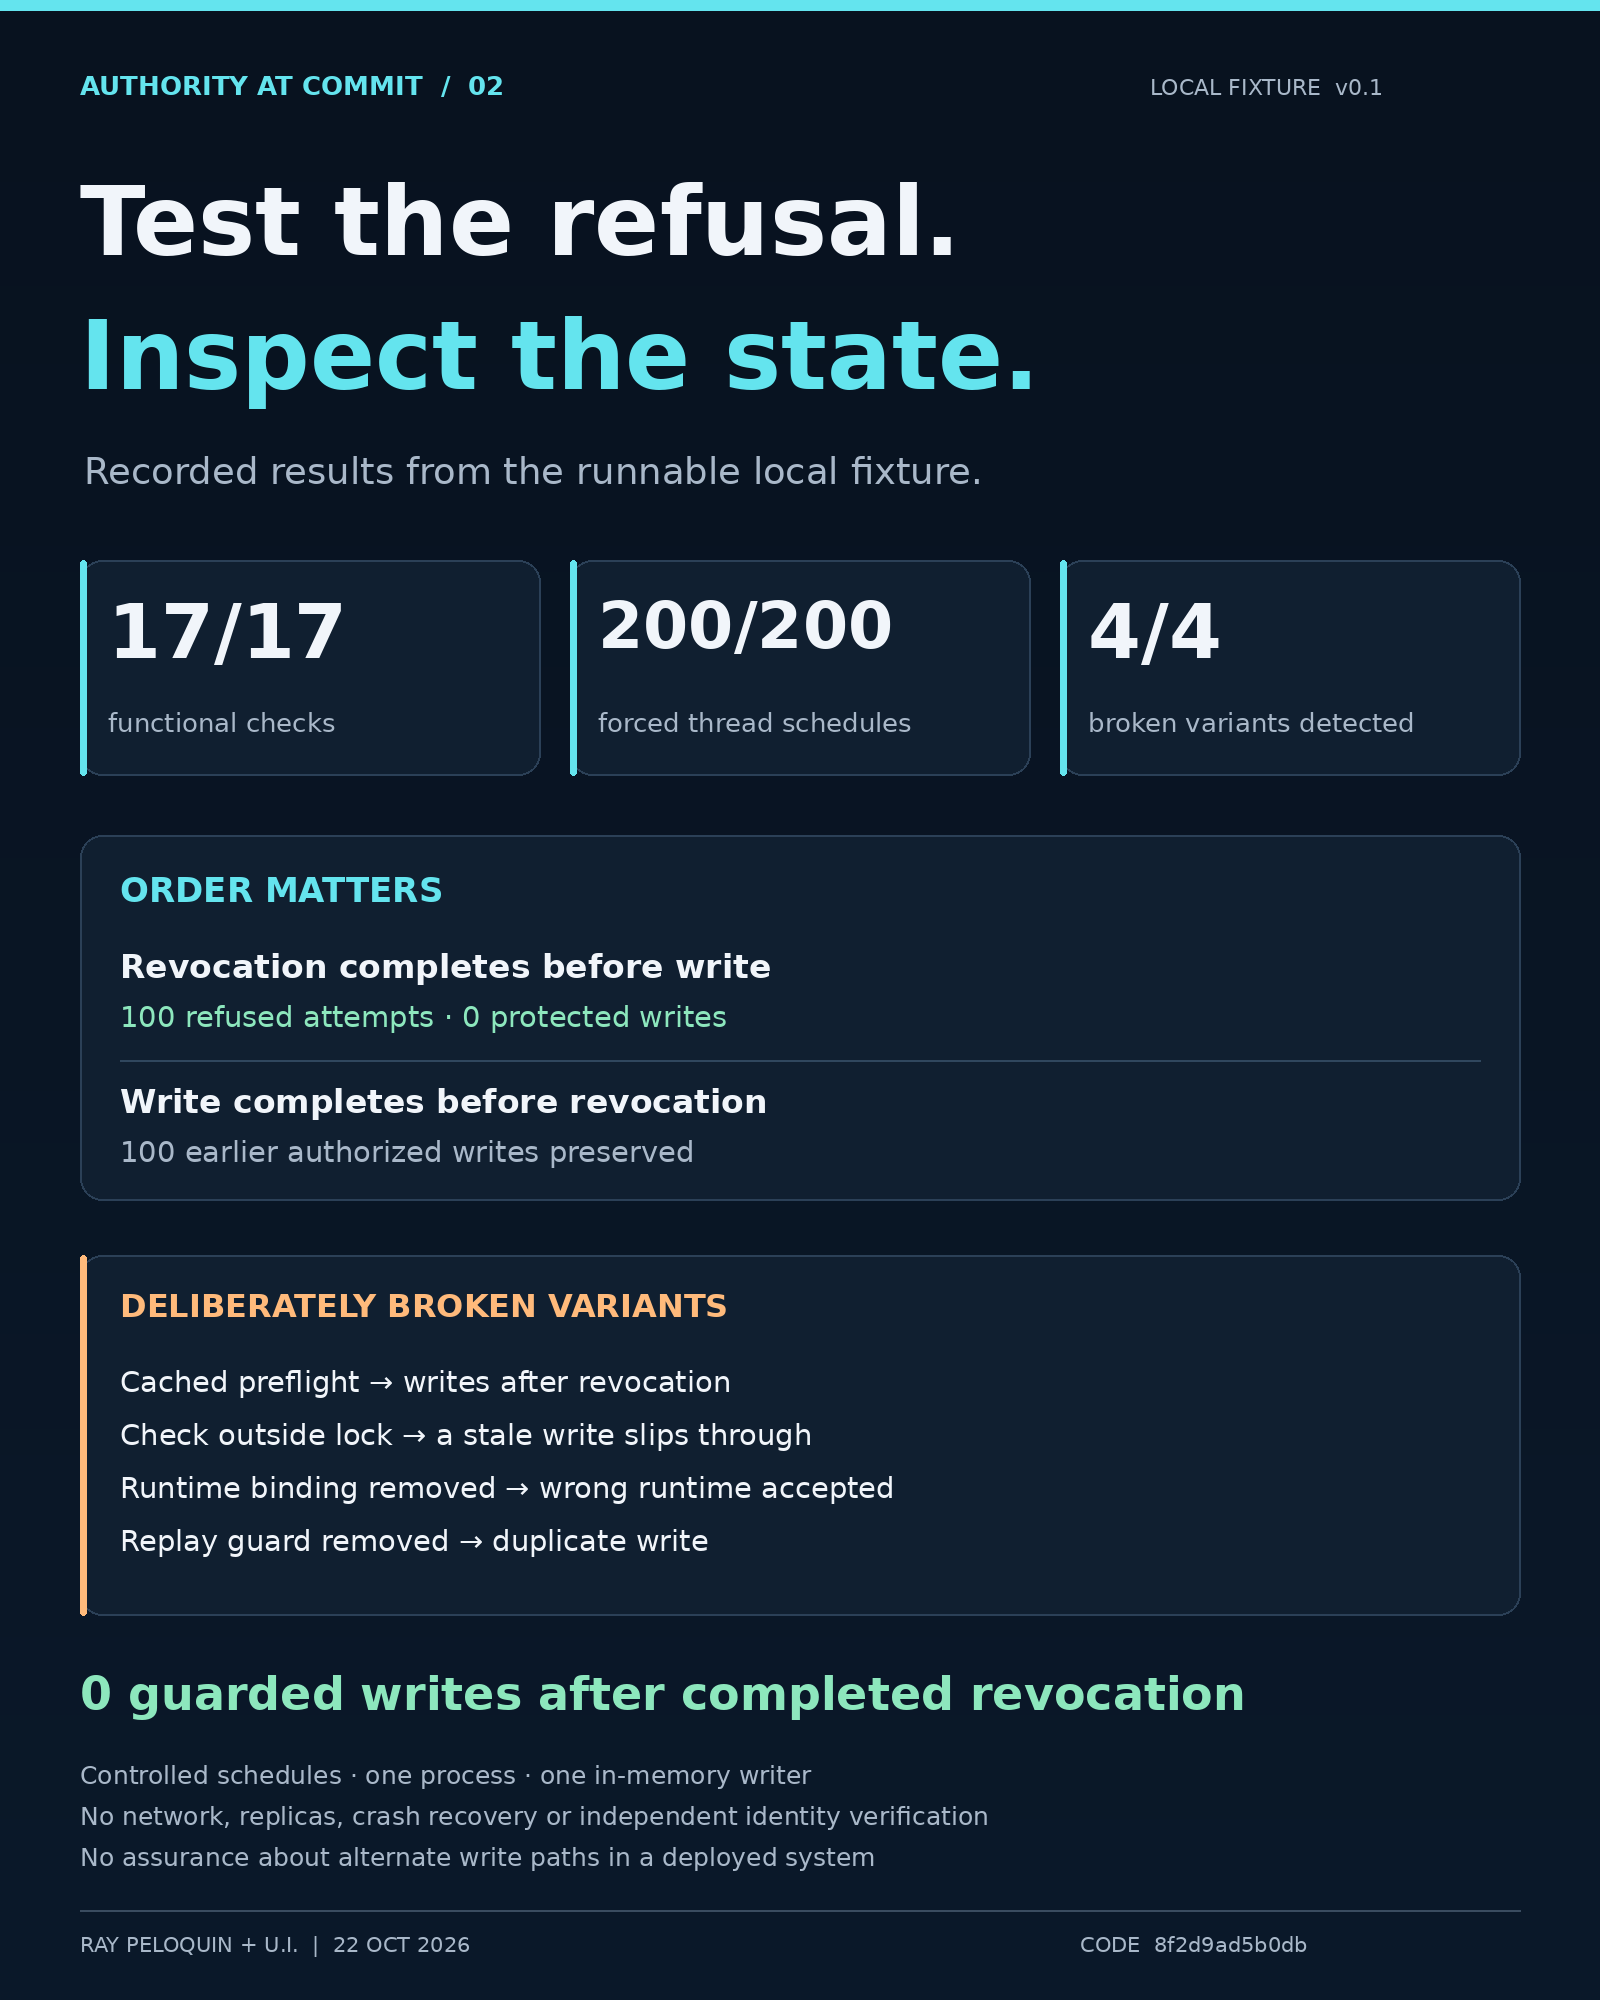 AUTHORITY AT COMMIT / 02
LOCAL FIXTURE v0.1
Test the refusal.
Inspect the state.
Recorded results from the runnable local fixture.
17/17
functional checks
200/200
forced thread schedules
4/4
broken variants detected
ORDER MATTERS
Revocation completes before write
100 refused attempts · 0 protected writes
Write completes before revocation
100 earlier authorized writes preserved
DELIBERATELY BROKEN VARIANTS
Cached preflight → writes after revocation
Check outside lock → a stale write slips through
Runtime binding removed → wrong runtime accepted
Replay guard removed → duplicate write
0 guarded writes after completed revocation
Controlled schedules · one process · one in-memory writer
No network, replicas, crash recovery or independent identity verification
No assurance about alternate write paths in a deployed system
RAY PELOQUIN + U.I. | 22 OCT 2026
CODE 8f2d9ad5b0db